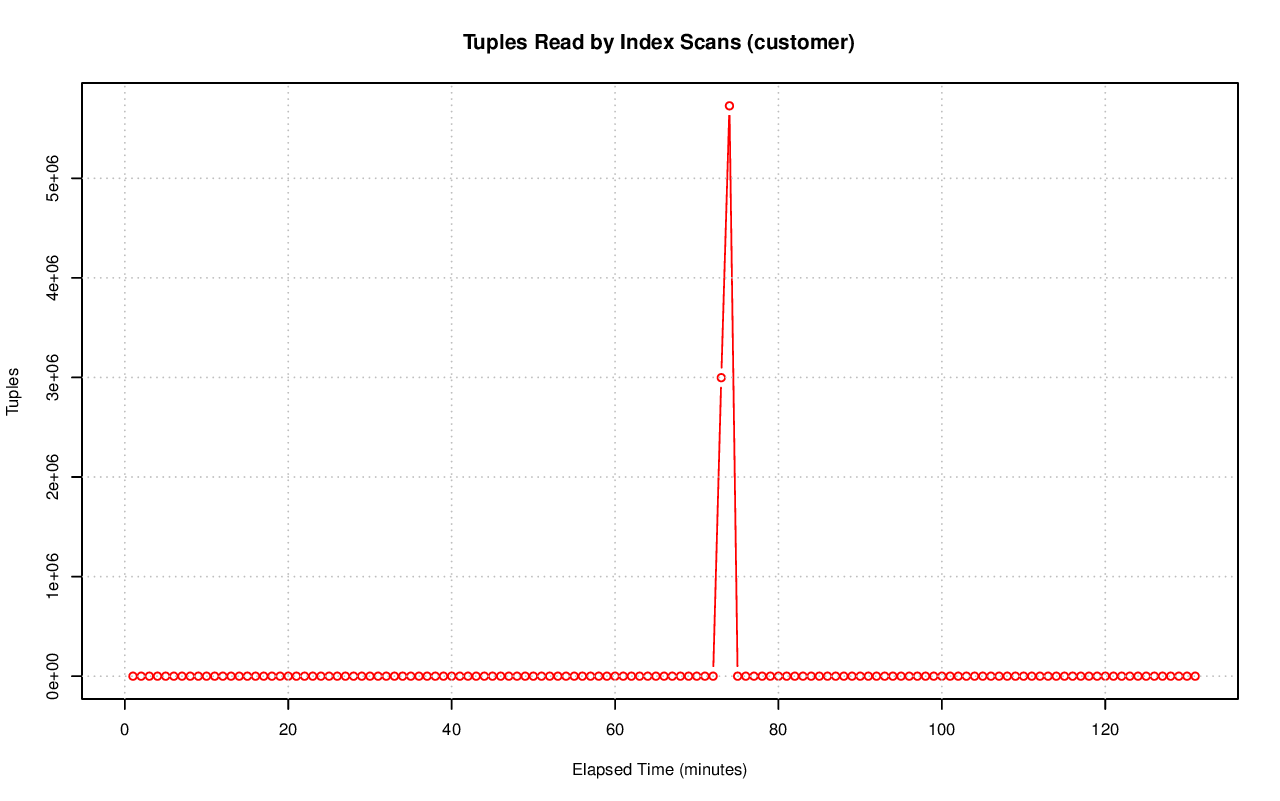 Tuples Read by Index Scans (customer)
Tuples
5e+06
4e+06
3e+06
2e+06
1e+06
0e+00
0 20 40 60 80 100 120
Elapsed Time (minutes)